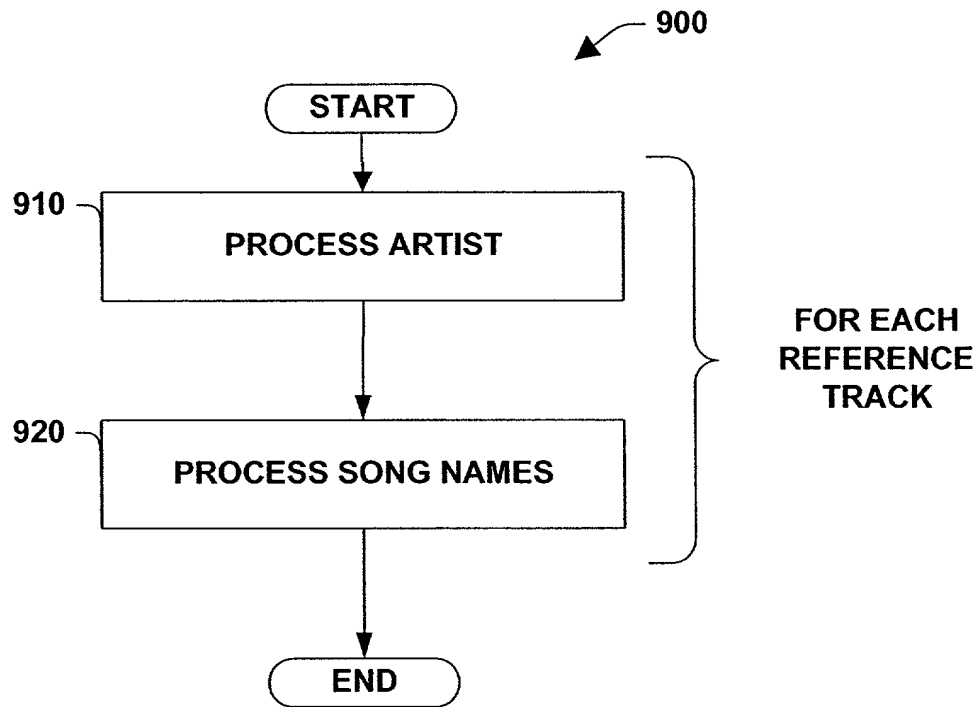 900
START
910
PROCESS ARTIST
FOR EACH
REFERENCE
TRACK
920
PROCESS SONG NAMES
END